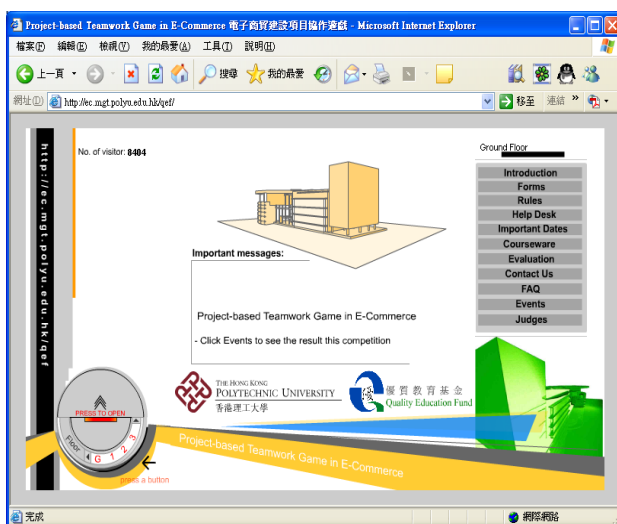 Project-based Teamwork Game in E-Commerce 電子商貿建設項目協作遊戲 - Microsoft Internet Explorer
檔案(F) 編輯(E) 檢視(V) 我的最愛(A) 工具(T) 說明(H)
上一頁 搜尋 我的最愛
網址(D) http://ec.mgt.polyu.edu.hk/qef/ 移至 連結 »
http://ec.mgt.polyu.edu.hk/qef
No. of visitor: 8404
Ground Floor
Introduction
Forms
Rules
Help Desk
Important Dates
Courseware
Evaluation
Contact Us
FAQ
Events
Judges
Important messages:
Project-based Teamwork Game in E-Commerce
- Click Events to see the result this competition
THE HONG KONG
POLYTECHNIC UNIVERSITY
香港理工大學
優質教育基金
Quality Education Fund
PRESS TO OPEN
Floor G 1 2 3
press a button
Project-based Teamwork Game in E-Commerce
完成 網際網路